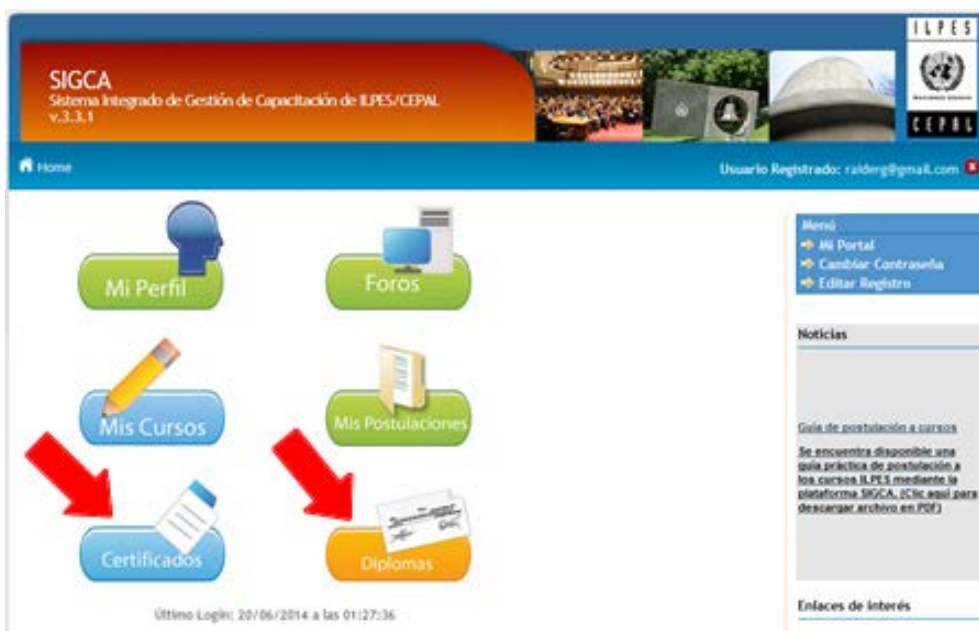 ILPES
SIGCA
Sistema Integrado de Gestión de Capacitación de ILPES/CEPAL
v.3.3.1
NACIONES UNIDAS
CEPAL
Home
Usuario Registrado: ralderg@gmail.com
Mi Perfil
Foros
Mis Cursos
Mis Postulaciones
Certificados
Diplomas
Último Login: 20/06/2014 a las 01:27:36
Menú
Mi Portal
Cambiar Contraseña
Editar Registro
Noticias
Guía de postulación a cursos
Se encuentra disponible una
guía práctica de postulación a
los cursos ILPES mediante la
plataforma SIGCA. (Clic aquí para
descargar archivo en PDF)
Enlaces de interés